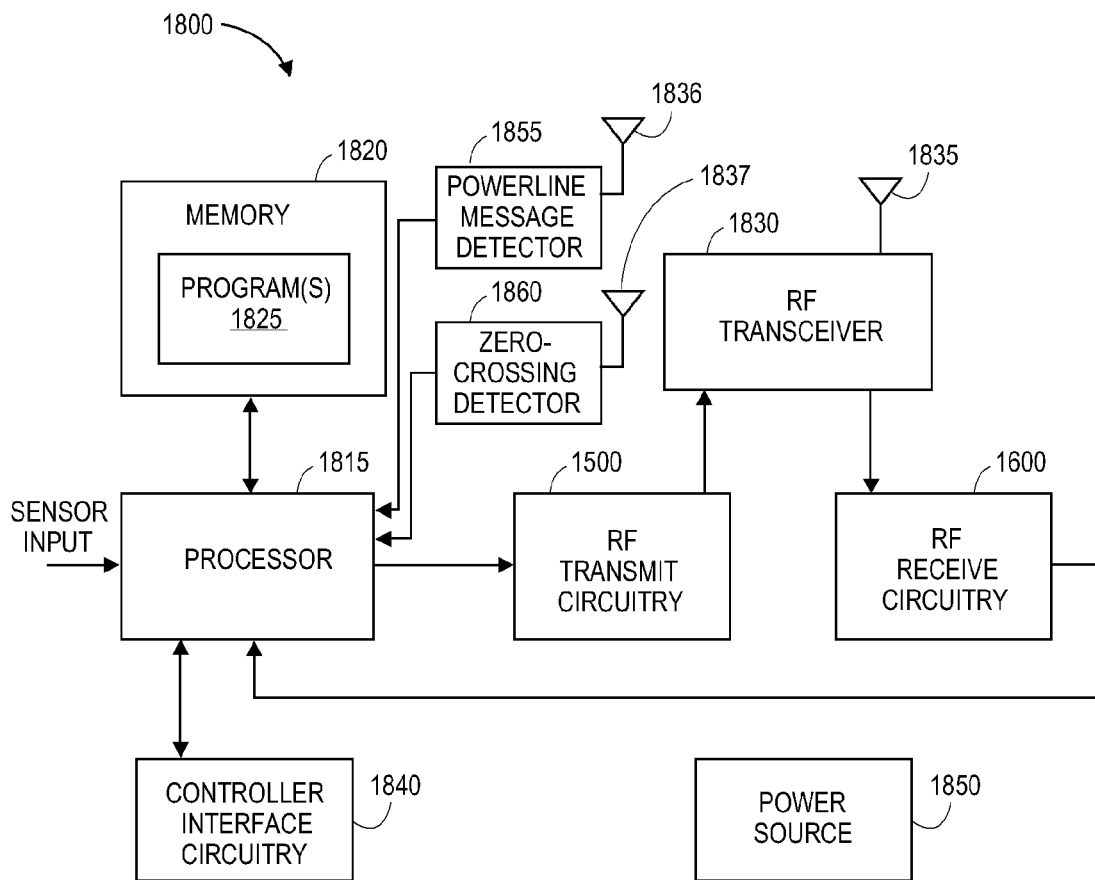 1800
1836
1855
1835
1820
1837
POWERLINE
MESSAGE
DETECTOR
MEMORY
1830
PROGRAM(S)
1825
1860
RF
TRANSCEIVER
ZERO-
CROSSING
DETECTOR
1815
1500
1600
SENSOR
INPUT
PROCESSOR
RF
TRANSMIT
CIRCUITRY
RF
RECEIVE
CIRCUITRY
CONTROLLER
INTERFACE
CIRCUITRY
1840
POWER
SOURCE
1850